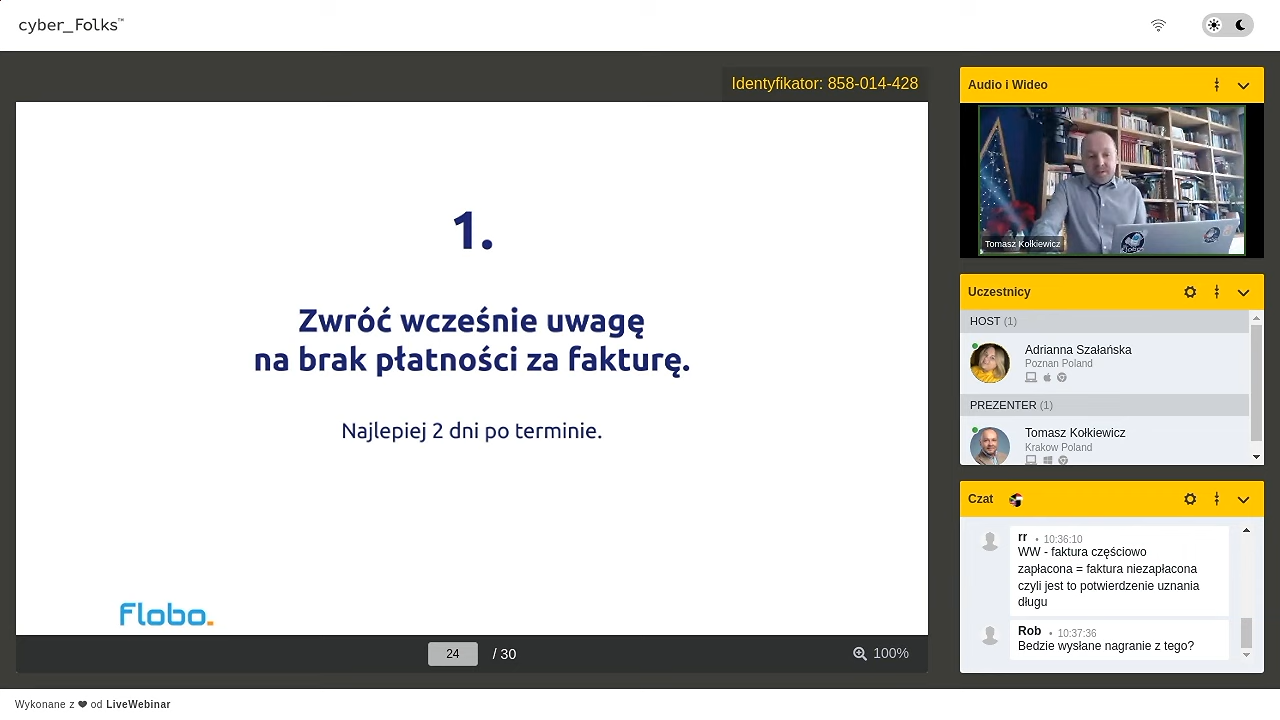 cyber_Folks™
Identyfikator: 858-014-428
1.
Zwróć wcześnie uwagę
na brak płatności za fakturę.
Najlepiej 2 dni po terminie.
Flobo.
24 / 30
100%
Audio i Wideo
Tomasz Kołkiewicz
Uczestnicy
HOST (1)
Adrianna Szałańska
Poznan Poland
PREZENTER (1)
Tomasz Kołkiewicz
Krakow Poland
Czat
rr • 10:36:10
WW - faktura częściowo
zapłacona = faktura niezapłacona
czyli jest to potwierdzenie uznania
długu
Rob • 10:37:36
Bedzie wysłane nagranie z tego?
Wykonane z ❤ od LiveWebinar